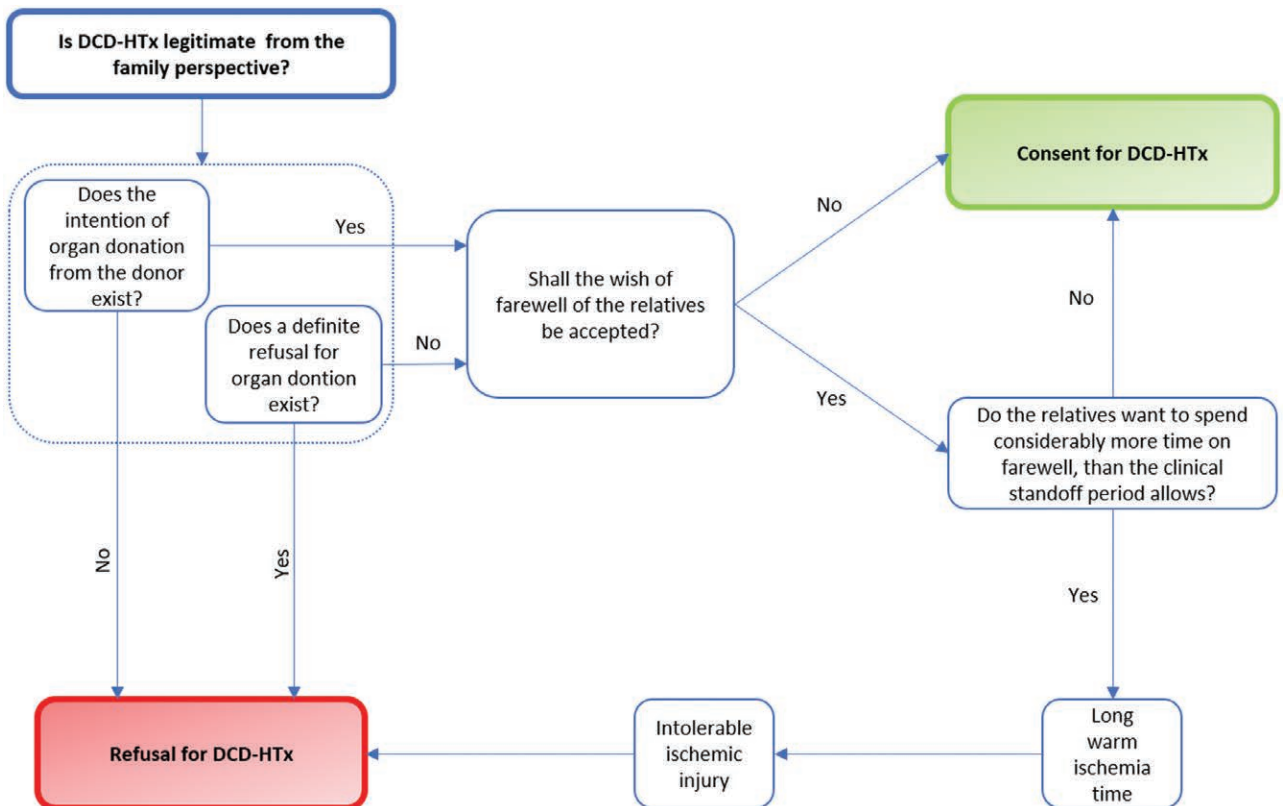 Is DCD-HTx legitimate from the
family perspective?
Does the
intention of
organ donation
from the donor
exist?
Yes
Does a definite
refusal for
organ dontion
exist?
No
Shall the wish of
farewell of the relatives
be accepted?
No
Yes
Consent for DCD-HTx
No
Do the relatives want to spend
considerably more time on
farewell, than the clinical
standoff period allows?
Yes
No
Yes
Long
warm
ischemia
time
Intolerable
ischemic
injury
Refusal for DCD-HTx